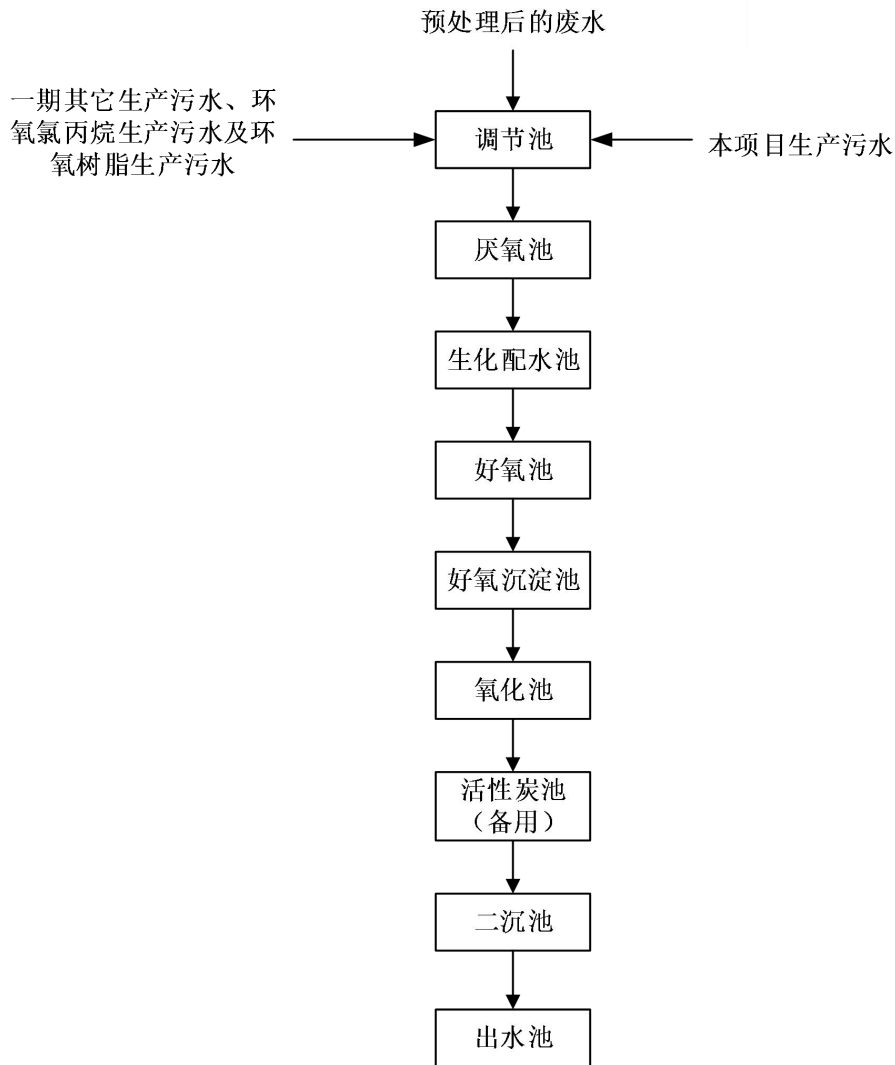 预处理后的废水
一期其它生产污水、环
氧氯丙烷生产污水及环
氧树脂生产污水
调节池
本项目生产污水
厌氧池
生化配水池
好氧池
好氧沉淀池
氧化池
活性炭池
（备用）
二沉池
出水池